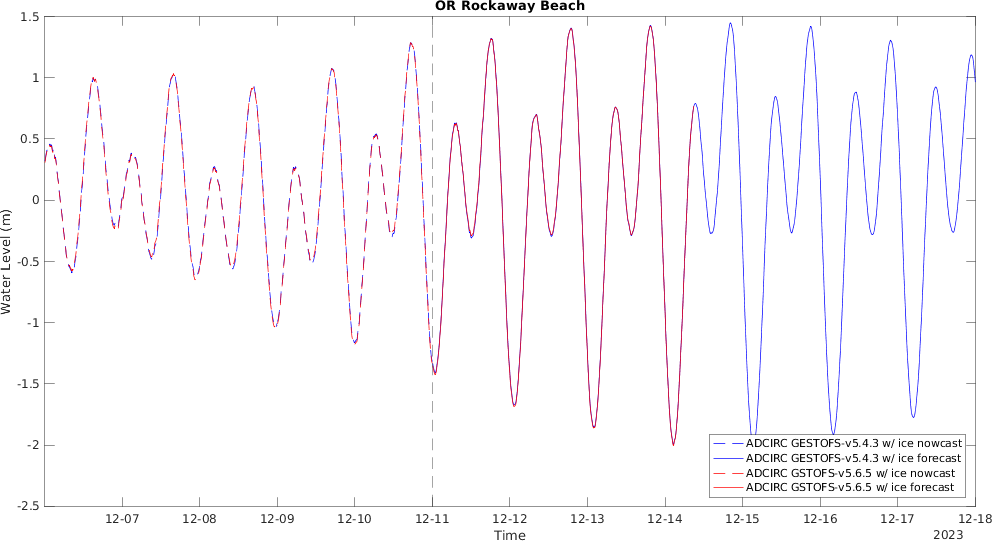 OR Rockaway Beach
1.5
1
0.5
0
-0.5
-1
-1.5
-2
-2.5
Water Level (m)
12-07 12-08 12-09 12-10 12-11 12-12 12-13 12-14 12-15 12-16 12-17 12-18
Time
2023
ADCIRC GESTOFS-v5.4.3 w/ ice nowcast
ADCIRC GESTOFS-v5.4.3 w/ ice forecast
ADCIRC GSTOFS-v5.6.5 w/ ice nowcast
ADCIRC GSTOFS-v5.6.5 w/ ice forecast